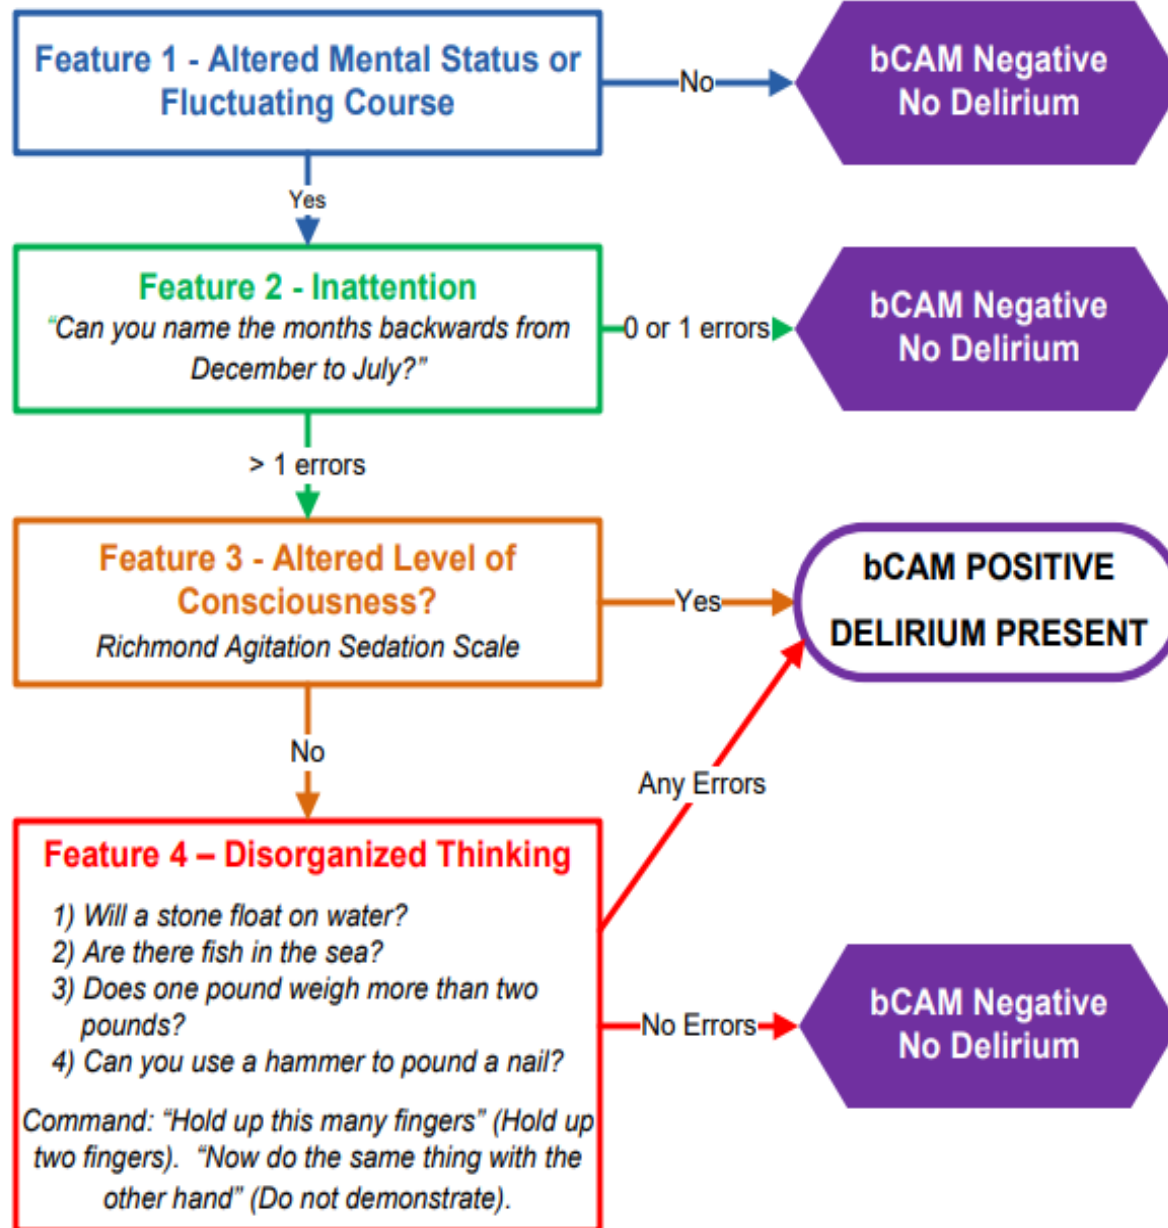 Feature 1 - Altered Mental Status or
Fluctuating Course
No
bCAM Negative
No Delirium
Yes
Feature 2 - Inattention
“Can you name the months backwards from
December to July?”
0 or 1 errors
bCAM Negative
No Delirium
> 1 errors
Feature 3 - Altered Level of
Consciousness?
Richmond Agitation Sedation Scale
Yes
bCAM POSITIVE
DELIRIUM PRESENT
No
Any Errors
Feature 4 – Disorganized Thinking
1) Will a stone float on water?
2) Are there fish in the sea?
3) Does one pound weigh more than two
pounds?
4) Can you use a hammer to pound a nail?
Command: “Hold up this many fingers” (Hold up
two fingers). “Now do the same thing with the
other hand” (Do not demonstrate).
No Errors
bCAM Negative
No Delirium